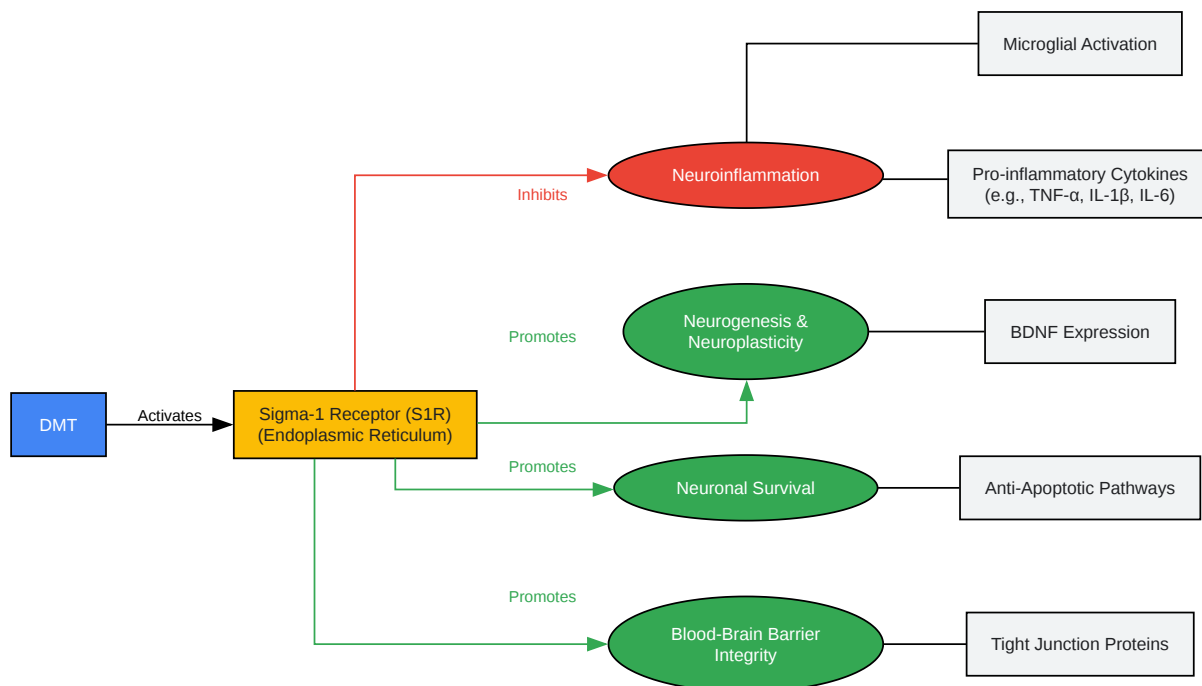 Microglial Activation
Neuroinflammation
Pro-inflammatory Cytokines
(e.g., TNF-α, IL-1β, IL-6)
Inhibits
Neurogenesis &
Neuroplasticity
Promotes
BDNF Expression
DMT
Activates
Sigma-1 Receptor (S1R)
(Endoplasmic Reticulum)
Promotes
Neuronal Survival
Anti-Apoptotic Pathways
Promotes
Blood-Brain Barrier
Integrity
Tight Junction Proteins